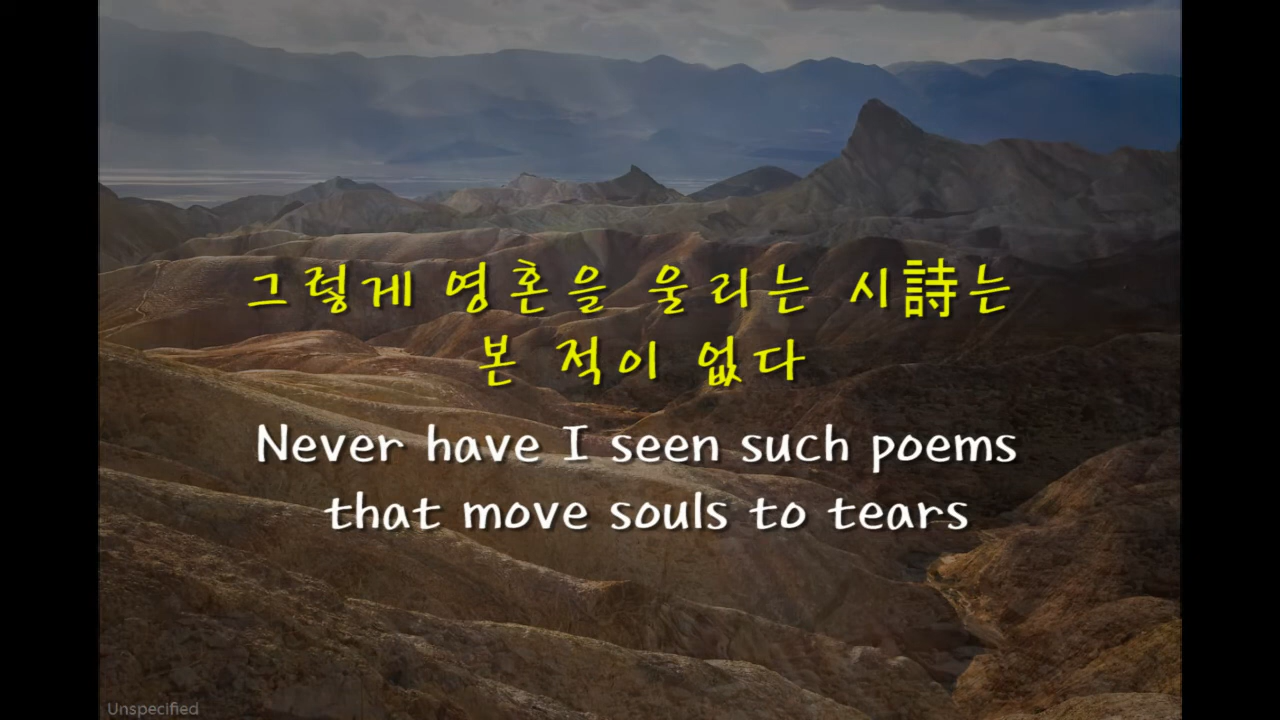 그렇게 영혼을 울리는 시詩는
본 적이 없다
Never have I seen such poems
that move souls to tears
Unspecified